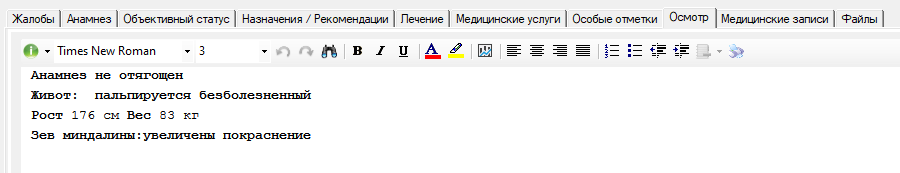 Жалобы Анамнез Объективный статус Назначения / Рекомендации Лечение Медицинские услуги Особые отметки Осмотр Медицинские записи Файлы
Times New Roman 3 B I U A
Анамнез не отягощен
Живот: пальпируется безболезненный
Рост 176 см Вес 83 кг
Зев миндалины:увеличены покраснение